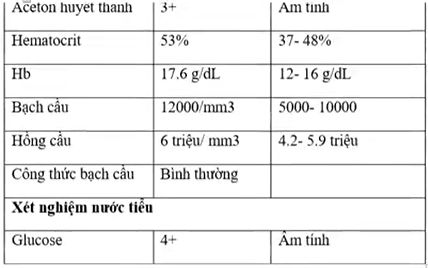 Aceton huyết thanh 3+ Âm tính
Hematocrit 53% 37- 48%
Hb 17.6 g/dL 12- 16 g/dL
Bạch cầu 12000/mm3 5000- 10000
Hồng cầu 6 triệu/ mm3 4.2- 5.9 triệu
Công thức bạch cầu Bình thường
Xét nghiệm nước tiểu
Glucose 4+ Âm tính